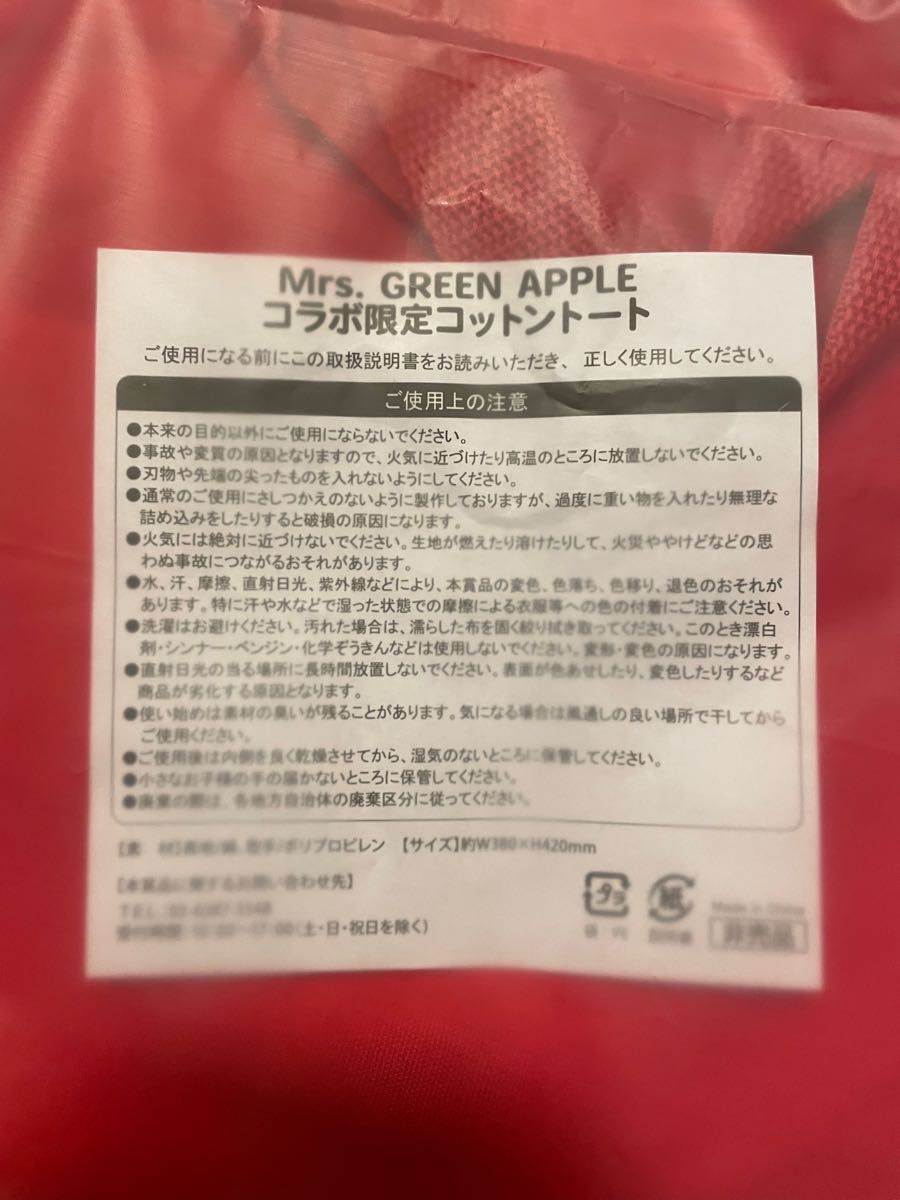 Mrs. GREEN APPLE
コラボ限定コットントート
ご使用になる前にこの取扱説明書をお読みいただき、正しく使用してください。
ご使用上の注意
●本来の目的以外にご使用にならないでください。
●事故や変質の原因となりますので、火気に近づけたり高温のところに放置しないでください。
●刃物や先端の尖ったものを入れないようにしてください。
●通常のご使用にさしつかえのないように製作しておりますが、過度に重い物を入れたり無理な
詰め込みをしたりすると破損の原因になります。
●火気には絶対に近づけないでください。生地が燃えたり溶けたりして、火災ややけどなどの思
わぬ事故につながるおそれがあります。
●水、汗、摩擦、直射日光、紫外線などにより、本賞品の変色、色落ち、色移り、退色のおそれが
あります。特に汗や水などで湿った状態での摩擦による衣服等への色の付着にご注意ください。
●洗濯はお避けください。汚れた場合は、濡らした布を固く絞り拭き取ってください。このとき漂白
剤・シンナー・ベンジン・化学ぞうきんなどは使用しないでください。変形・変色の原因になります。
●直射日光の当る場所に長時間放置しないでください。表面が色あせしたり、変色したりするなど
商品が劣化する原因となります。
●使い始めは素材の臭いが残ることがあります。気になる場合は風通しの良い場所で干してから
ご使用ください。
●ご使用後は内側を良く乾燥させてから、湿気のないところに保管してください。
●小さなお子様の手の届かないところに保管してください。
●廃棄の際は、各地方自治体の廃棄区分に従ってください。
【素　材】表地/綿、取手/ポリプロピレン　【サイズ】約W380×H420mm
【本賞品に関するお問い合わせ先】
TEL:
受付時間 (土・日・祝日を除く)
プラ
紙
Made in China
非売品